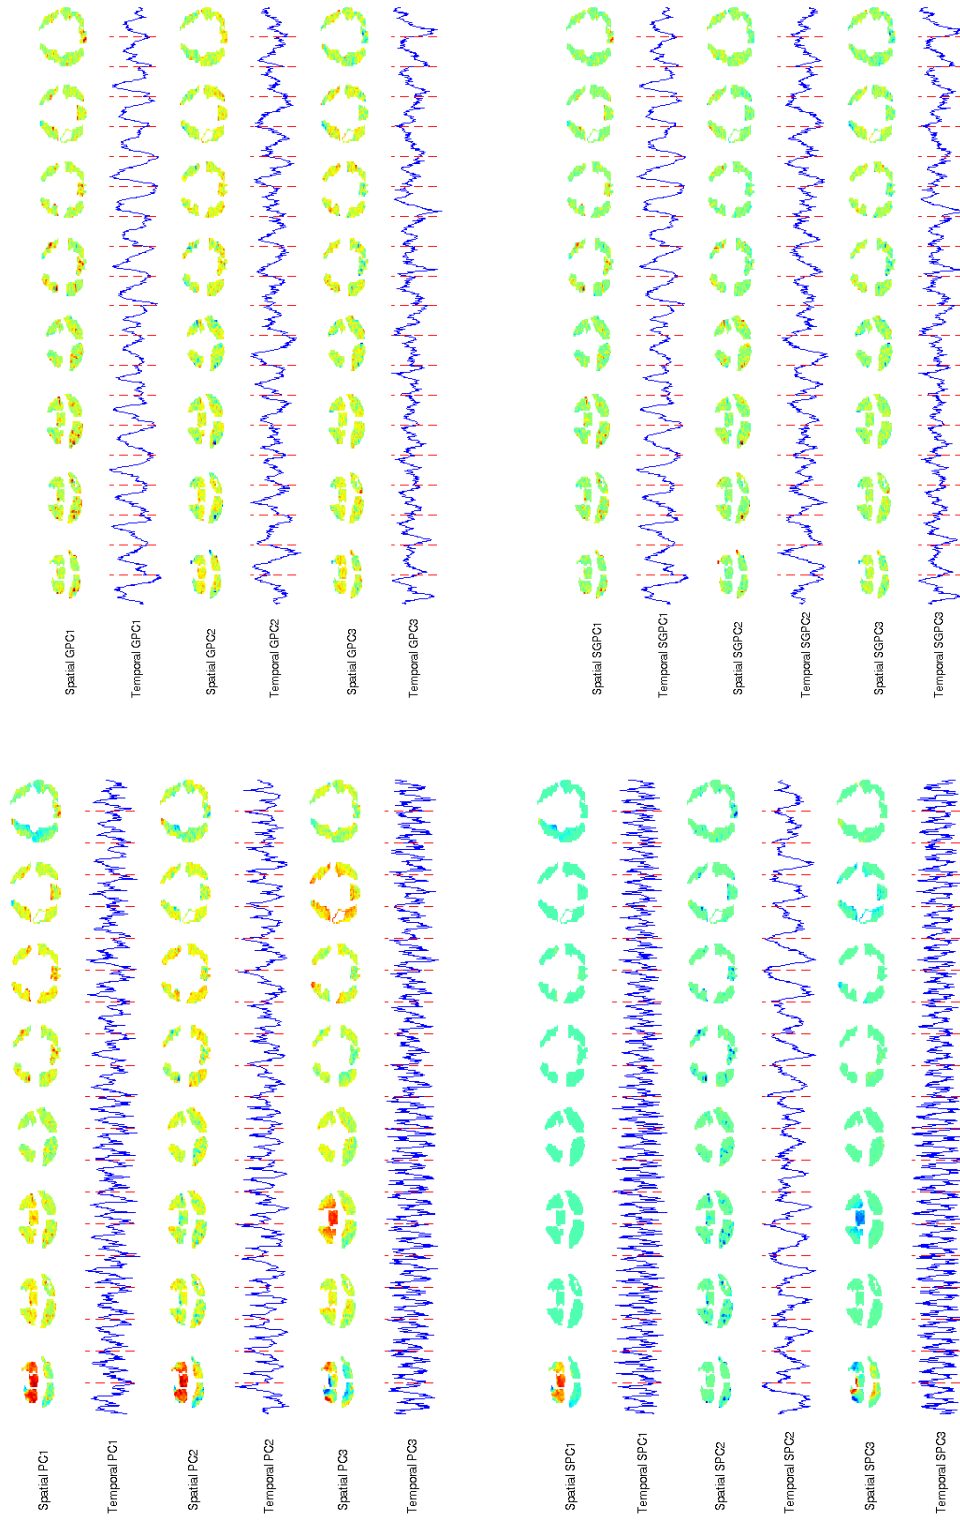 Spatial PC1
Temporal PC1
Spatial PC2
Temporal PC2
Spatial PC3
Temporal PC3
Spatial GPC1
Temporal GPC1
Spatial GPC2
Temporal GPC2
Spatial GPC3
Temporal GPC3
Spatial SPC1
Temporal SPC1
Spatial SPC2
Temporal SPC2
Spatial SPC3
Temporal SPC3
Spatial SGPC1
Temporal SGPC1
Spatial SGPC2
Temporal SGPC2
Spatial SGPC3
Temporal SGPC3